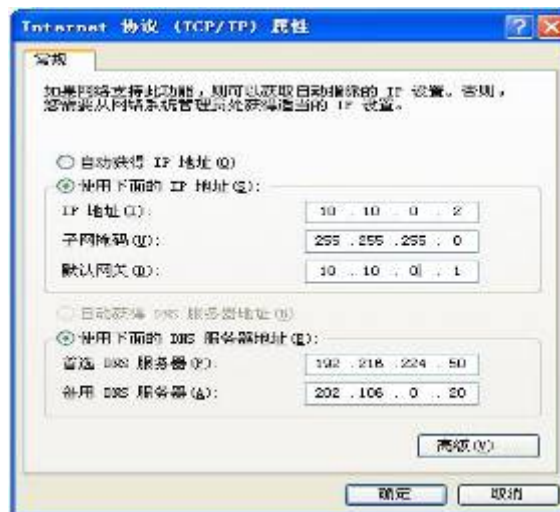 Internet 协议 (TCP/IP) 属性
常规
如果网络支持此功能，则可以获取自动指派的 IP 设置。否则，
您需要从网络系统管理员处获得适当的 IP 设置。
自动获得 IP 地址(O)
使用下面的 IP 地址(S):
IP 地址(I): 10 . 10 . 0 . 2
子网掩码(U): 255 . 255 . 255 . 0
默认网关(D): 10 . 10 . 0 . 1
自动获得 DNS 服务器地址(B)
使用下面的 DNS 服务器地址(E):
首选 DNS 服务器(P): 192 . 216 . 224 . 50
备用 DNS 服务器(A): 202 . 106 . 0 . 20
高级(V)
确定 取消